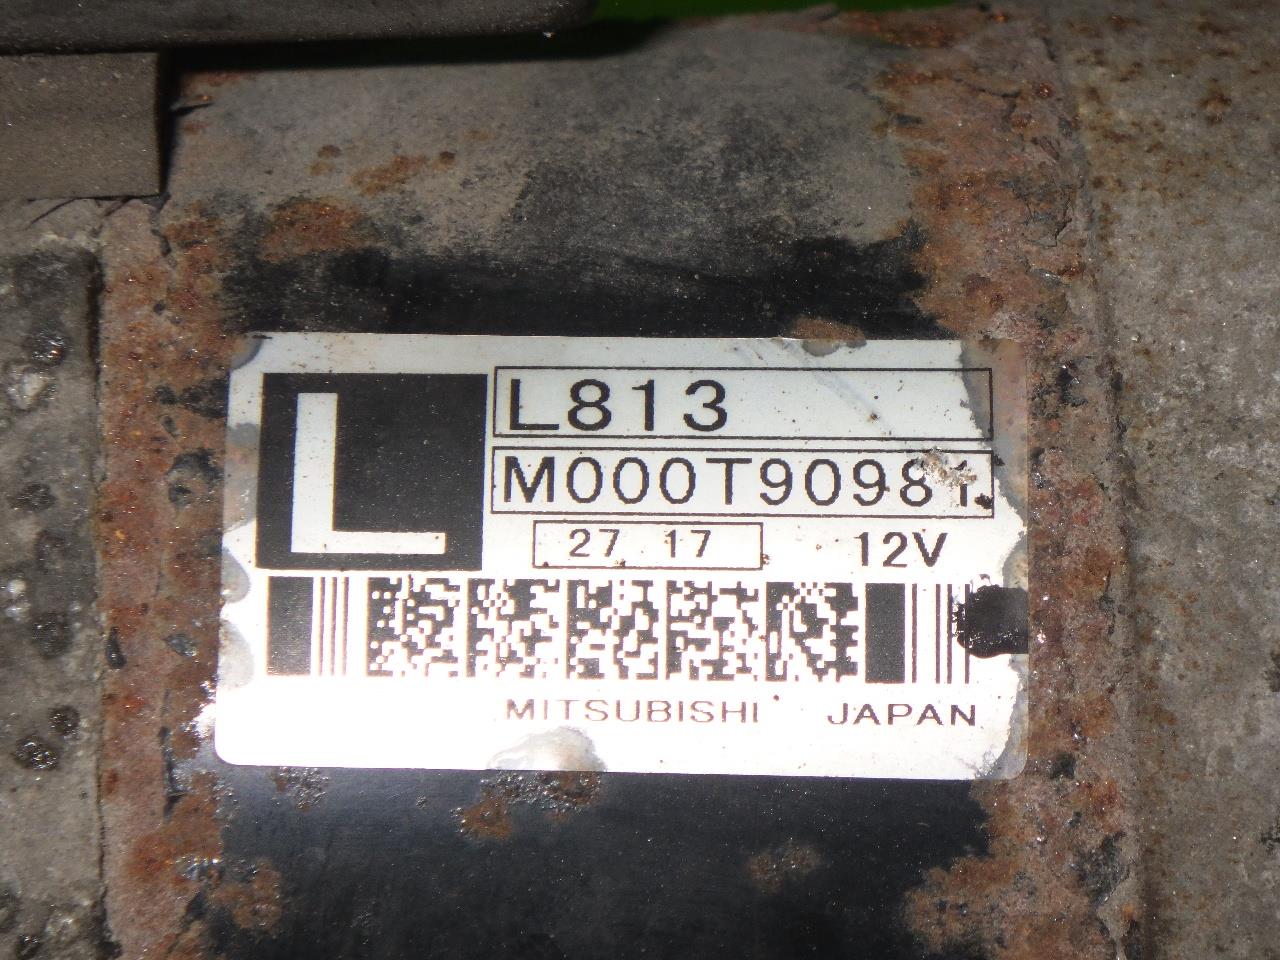 L
L813
M000T90981
27 17 12V
MITSUBISHI JAPAN